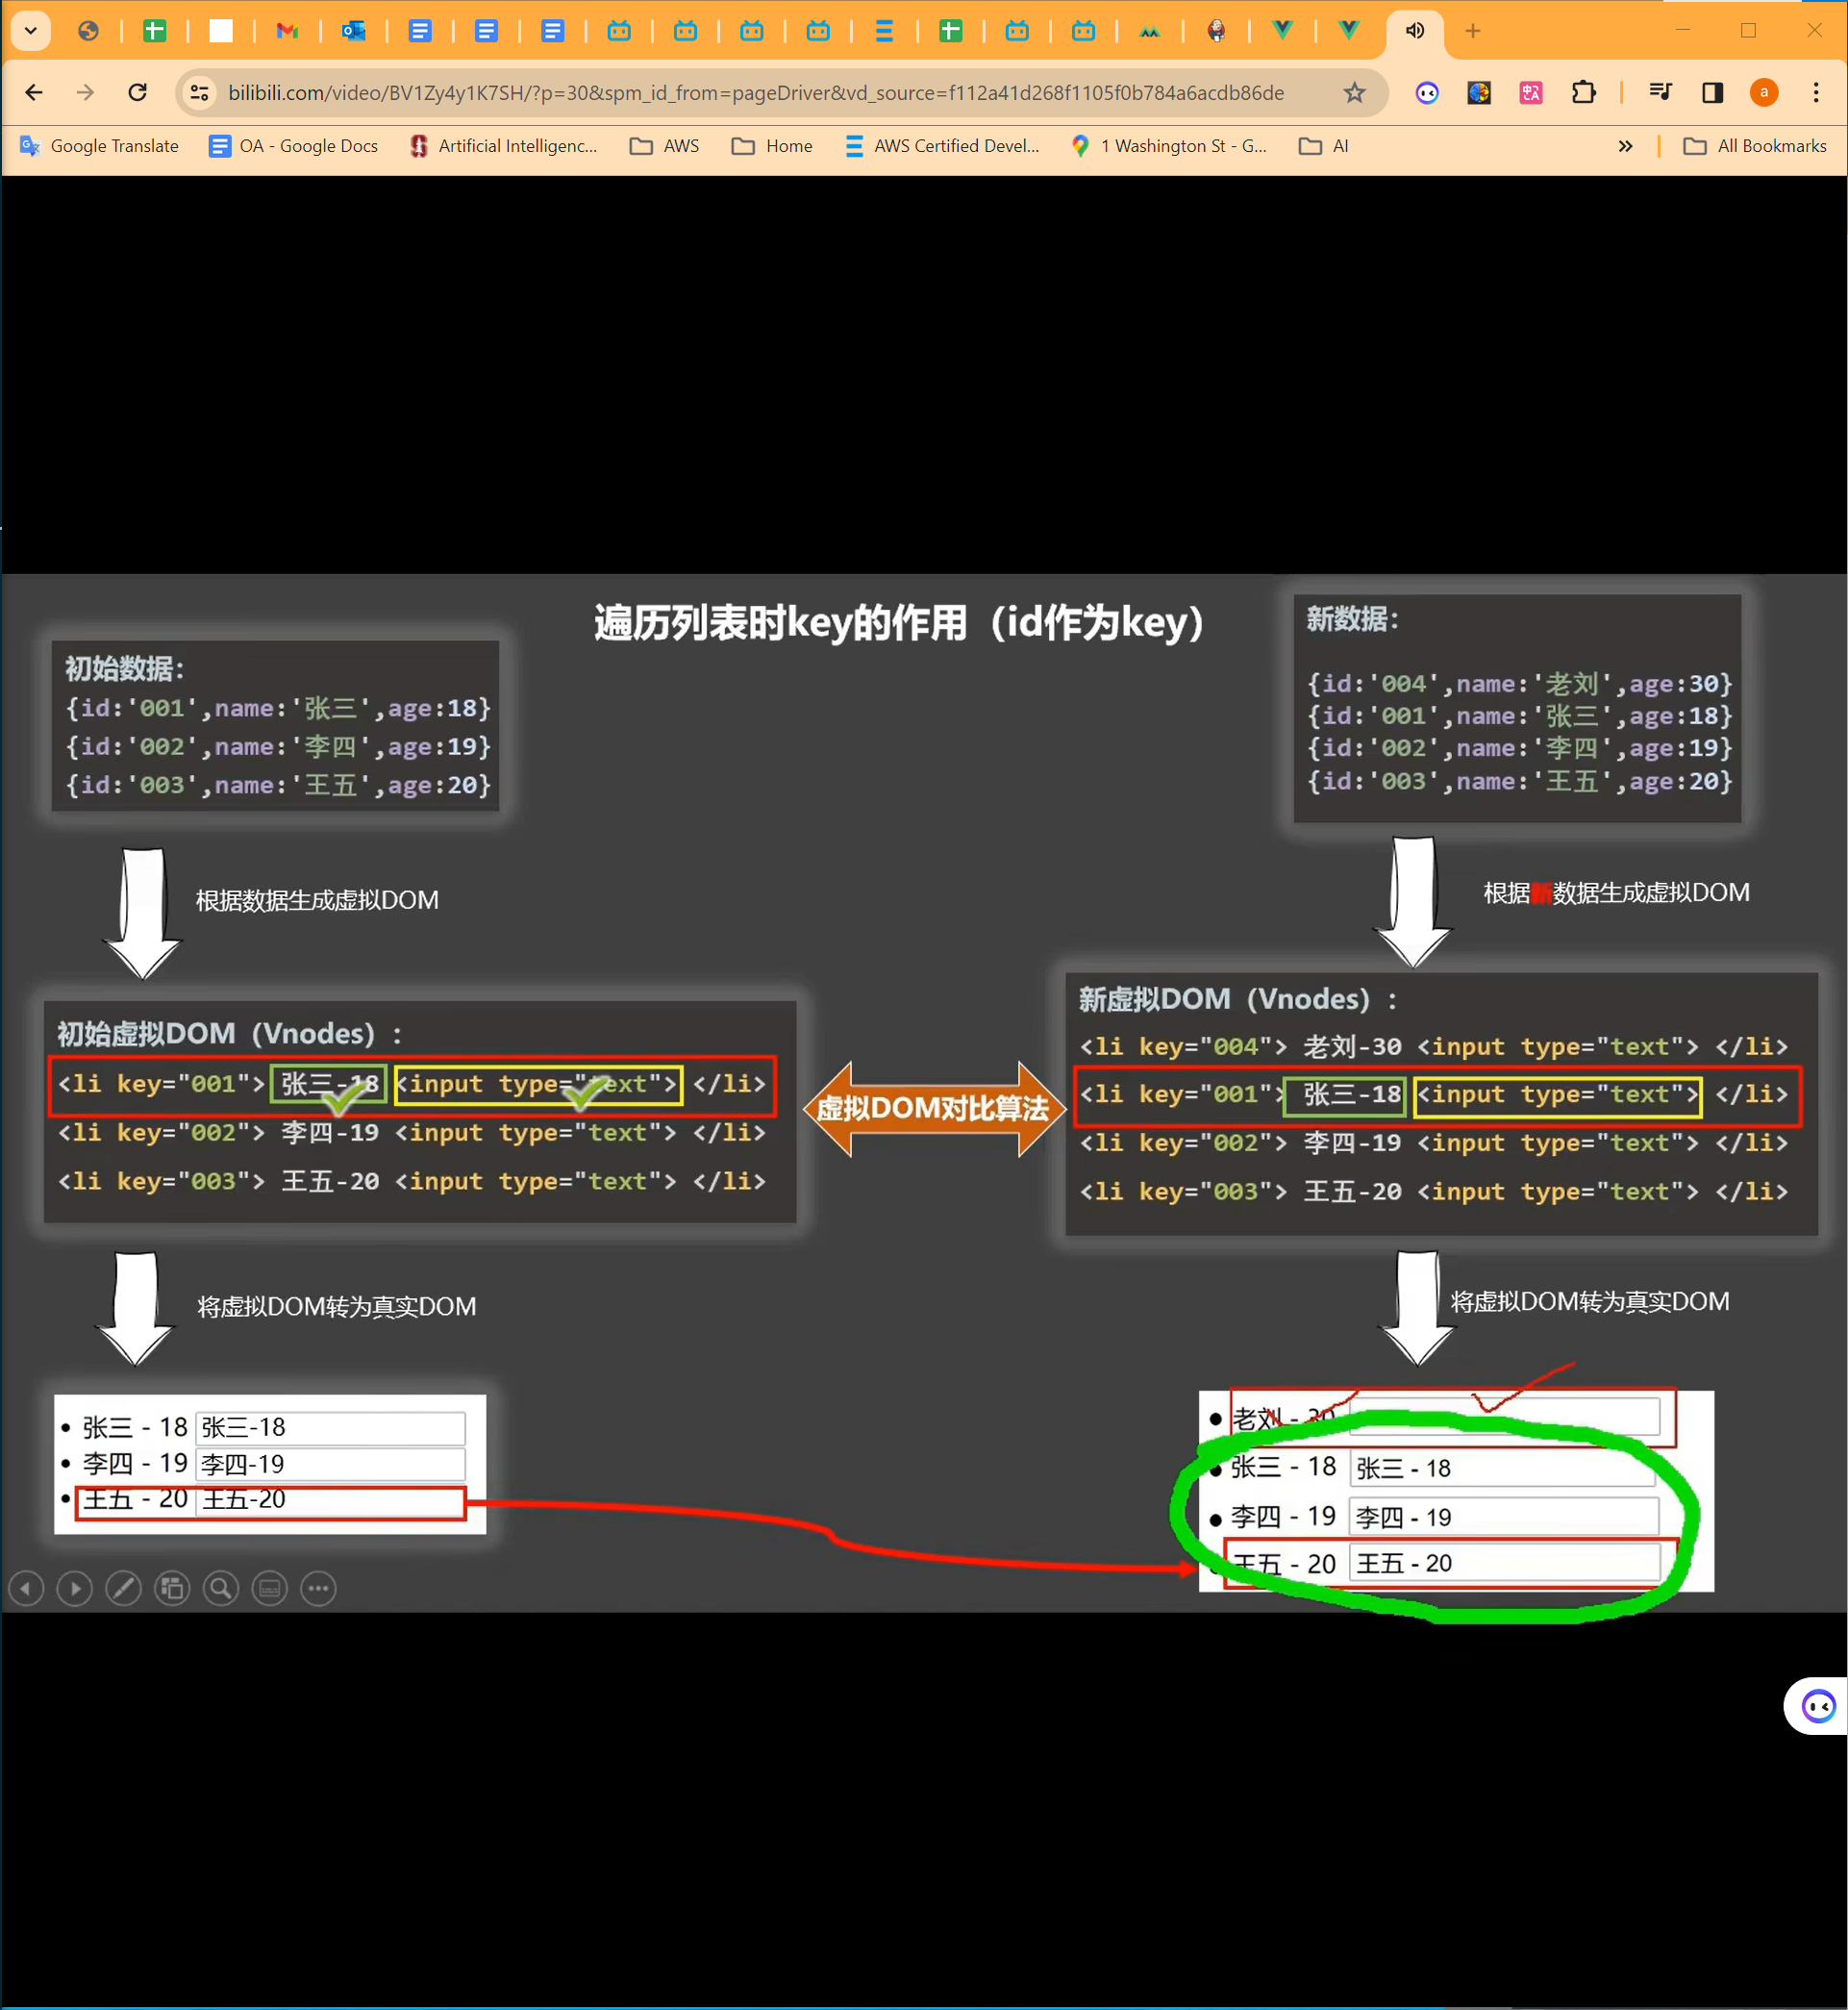 bilibili.com/video/BV1Zy4y1K7SH/?p=30&spm_id_from=pageDriver&vd_source=f112a41d268f1105f0b784a6acdb86de
a
Google Translate
OA - Google Docs
Artificial Intelligenc...
AWS
Home
AWS Certified Devel...
1 Washington St - G...
AI
»
All Bookmarks
遍历列表时key的作用（id作为key）
初始数据：
{id:'001',name:'张三',age:18}
{id:'002',name:'李四',age:19}
{id:'003',name:'王五',age:20}
新数据：
{id:'004',name:'老刘',age:30}
{id:'001',name:'张三',age:18}
{id:'002',name:'李四',age:19}
{id:'003',name:'王五',age:20}
根据数据生成虚拟DOM
根据新数据生成虚拟DOM
初始虚拟DOM（Vnodes）：
<li key="001"> 张三-18 <input type="text"> </li>
<li key="002"> 李四-19 <input type="text"> </li>
<li key="003"> 王五-20 <input type="text"> </li>
虚拟DOM对比算法
新虚拟DOM（Vnodes）：
<li key="004"> 老刘-30 <input type="text"> </li>
<li key="001"> 张三-18 <input type="text"> </li>
<li key="002"> 李四-19 <input type="text"> </li>
<li key="003"> 王五-20 <input type="text"> </li>
将虚拟DOM转为真实DOM
将虚拟DOM转为真实DOM
张三 - 18 张三-18
李四 - 19 李四-19
王五 - 20 王五-20
老刘 - 30
张三 - 18 张三 - 18
李四 - 19 李四 - 19
王五 - 20 王五 - 20